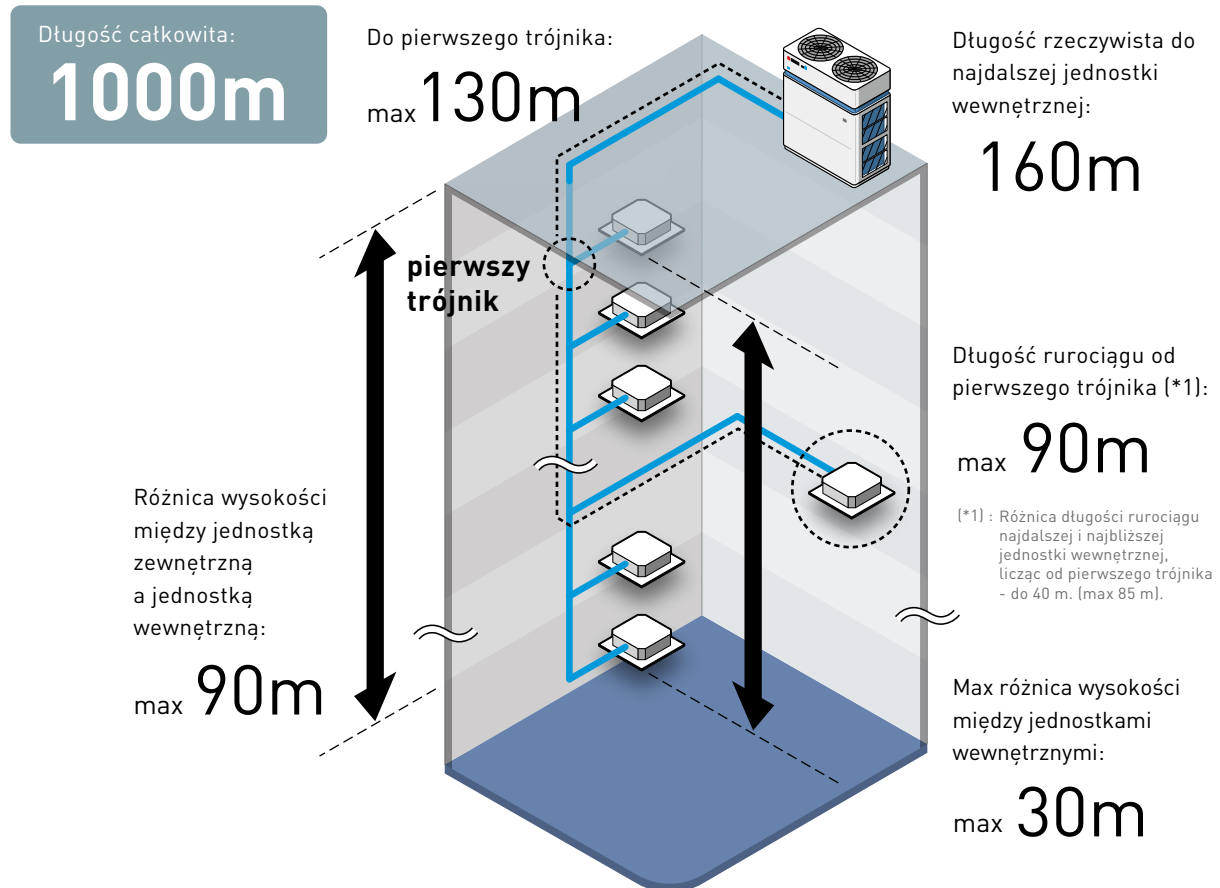 Długość całkowita:
1000m
Do pierwszego trójnika:
max 130m
Długość rzeczywista do
najdalszej jednostki
wewnętrznej:
160m
pierwszy
trójnik
Długość rurociągu od
pierwszego trójnika (*1):
max 90m
(*1) : Różnica długości rurociągu
najdalszej i najbliższej
jednostki wewnętrznej,
licząc od pierwszego trójnika
- do 40 m. (max 85 m).
Różnica wysokości
między jednostką
zewnętrzną
a jednostką
wewnętrzną:
max 90m
Max różnica wysokości
między jednostkami
wewnętrznymi:
max 30m